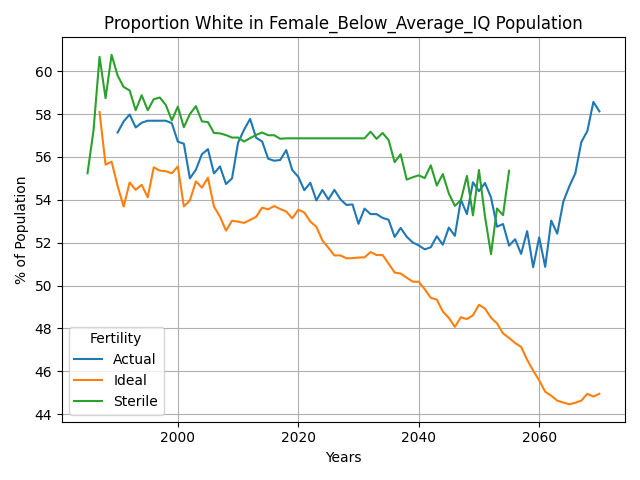 Proportion White in Female_Below_Average_IQ Population
% of Population
60
58
56
54
52
50
48
46
44
Fertility
Actual
Ideal
Sterile
2000
2020
2040
2060
Years